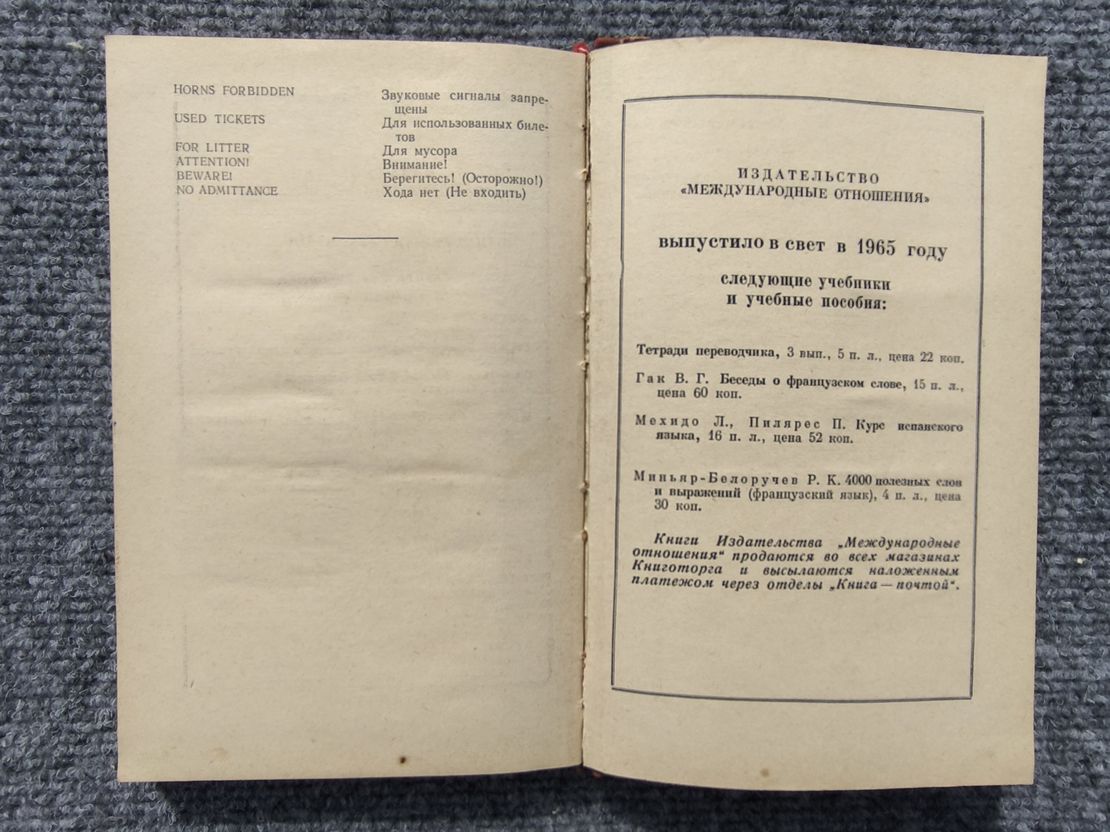 HORNS FORBIDDEN Звуковые сигналы запре-
щены
USED TICKETS Для использованных биле-
тов
FOR LITTER Для мусора
ATTENTION! Внимание!
BEWARE! Берегитесь! (Осторожно!)
NO ADMITTANCE Хода нет (Не входить)
ИЗДАТЕЛЬСТВО
«МЕЖДУНАРОДНЫЕ ОТНОШЕНИЯ»
выпустило в свет в 1965 году
следующие учебники
и учебные пособия:
Тетради переводчика, 3 вып., 5 п. л., цена 22 коп.
Гак В. Г. Беседы о французском слове, 15 п. л.,
цена 60 коп.
Мехидо Л., Пилярес П. Курс испанского
языка, 16 п. л., цена 52 коп.
Миньяр-Белоручев Р. К. 4000 полезных слов
и выражений (французский язык), 4 п. л., цена
30 коп.
Книги Издательства „Международные
отношения“ продаются во всех магазинах
Книготорга и высылаются наложенным
платежом через отделы „Книга — почтой“.